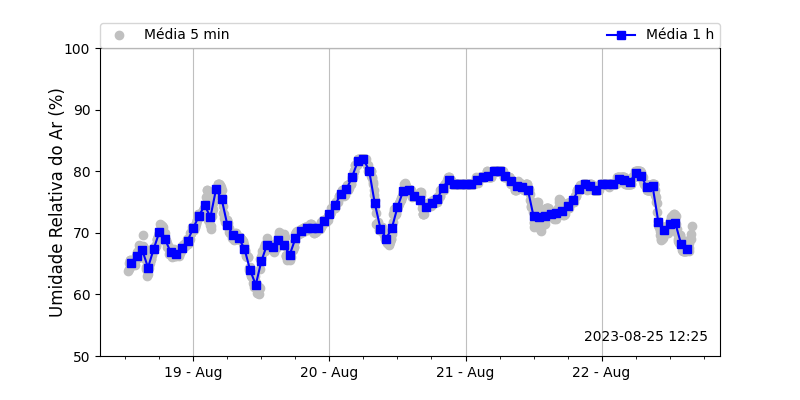 Média 5 min
Média 1 h
Umidade Relativa do Ar (%)
100
90
80
70
60
50
2023-08-25 12:25
19 - Aug
20 - Aug
21 - Aug
22 - Aug